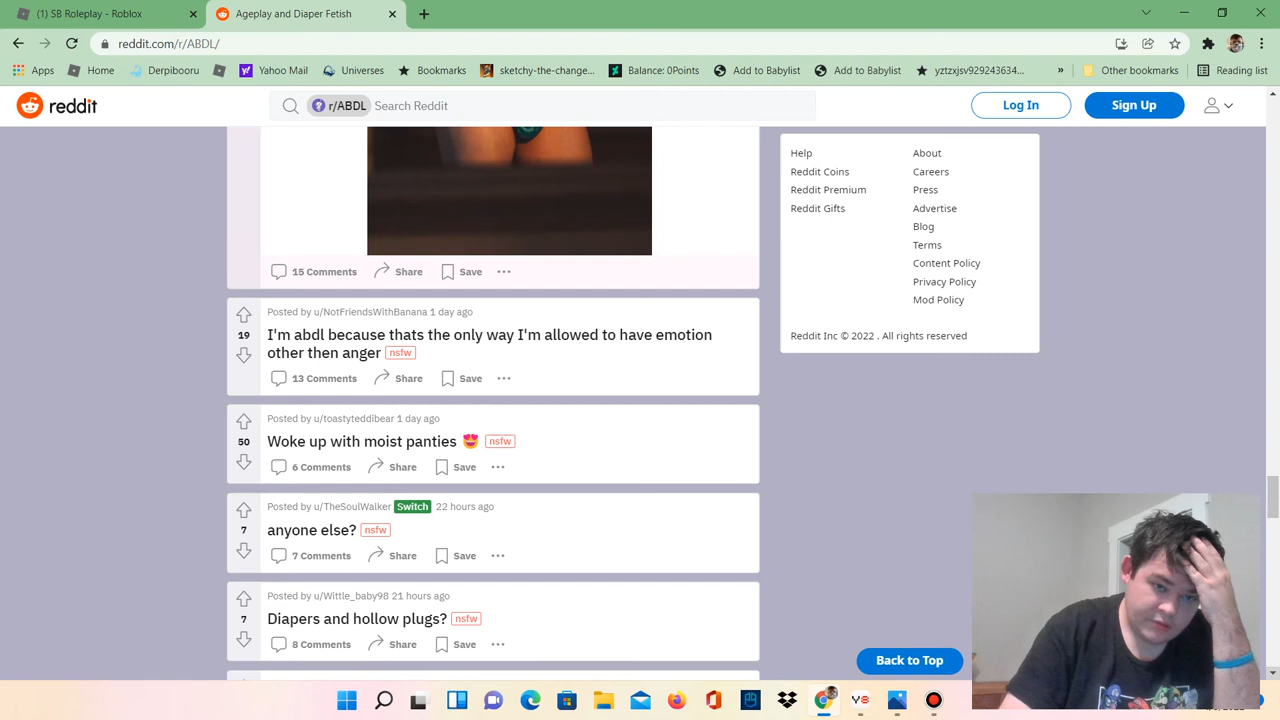 (1) SB Roleplay - Roblox
Ageplay and Diaper Fetish
reddit.com/r/ABDL/
Apps
Home
Derpibooru
Yahoo Mail
Universes
Bookmarks
sketchy-the-change...
Balance: 0Points
Add to Babylist
Add to Babylist
yztzxjsv929243634...
»
Other bookmarks
Reading list
reddit
r/ABDL
Search Reddit
Log In
Sign Up
15 Comments
Share
Save
Posted by u/NotFriendsWithBanana 1 day ago
19
I'm abdl because thats the only way I'm allowed to have emotion
other then anger nsfw
13 Comments
Share
Save
Posted by u/toastyteddibear 1 day ago
50
Woke up with moist panties 😍 nsfw
6 Comments
Share
Save
Posted by u/TheSoulWalker Switch 22 hours ago
7
anyone else? nsfw
7 Comments
Share
Save
Posted by u/Wittle_baby98 21 hours ago
7
Diapers and hollow plugs? nsfw
8 Comments
Share
Save
Help
About
Reddit Coins
Careers
Reddit Premium
Press
Reddit Gifts
Advertise
Blog
Terms
Content Policy
Privacy Policy
Mod Policy
Reddit Inc © 2022 . All rights reserved
Back to Top